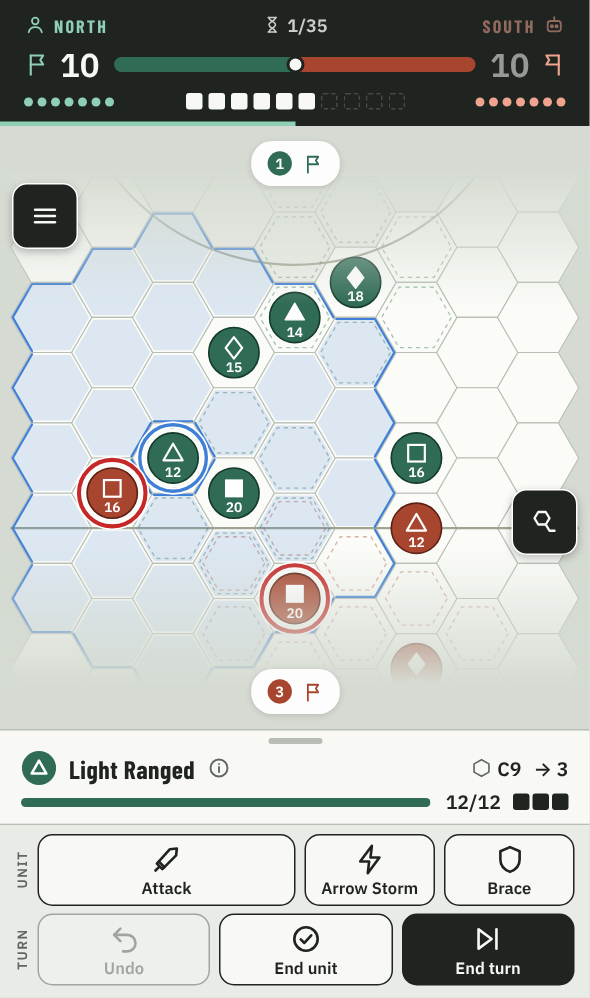 NORTH
1/35
SOUTH
10
10
1
18
14
15
12
16
16
20
12
20
3
Light Ranged
C9 → 3
12/12
UNIT
Attack
Arrow Storm
Brace
TURN
Undo
End unit
End turn